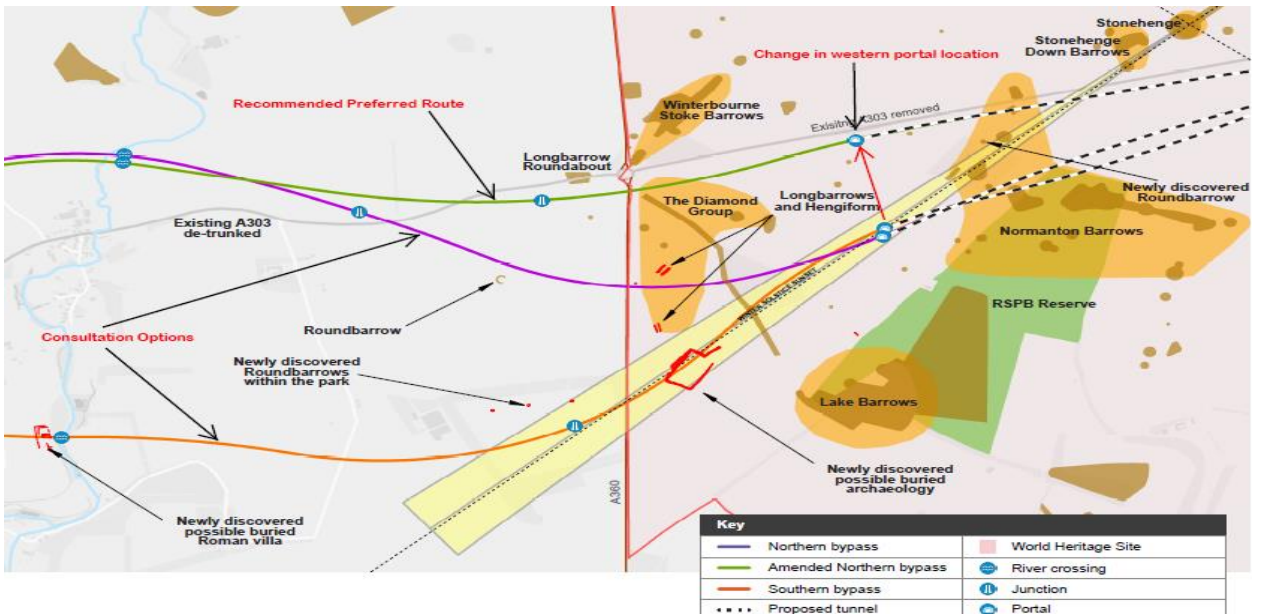 Stonehenge
Stonehenge
Down Barrows
Change in western portal location
Recommended Preferred Route
Winterbourne
Stoke Barrows
Exisitng A303 removed
Longbarrow
Roundabout
The Diamond
Group
Longbarrows
and Hengiform
Newly discovered
Roundbarrow
Existing A303
de-trunked
Normanton Barrows
RSPB Reserve
Roundbarrow
Consultation Options
Newly discovered
Roundbarrows
within the park
WINTER SOLSTICE SUNSET
Lake Barrows
Newly discovered
possible buried
archaeology
A360
Newly discovered
possible buried
Roman villa
Key
Northern bypass
World Heritage Site
Amended Northern bypass
River crossing
Southern bypass
Junction
Proposed tunnel
Portal